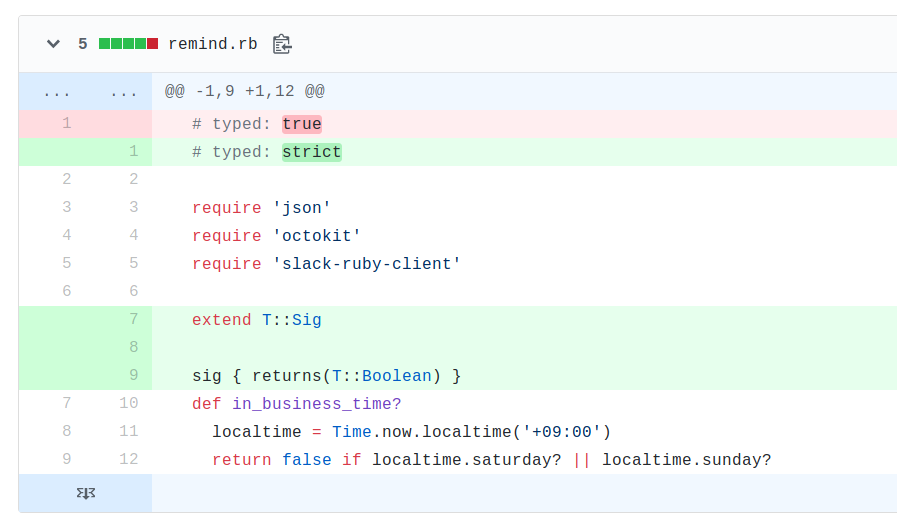 5 remind.rb
... ... @@ -1,9 +1,12 @@
1 # typed: true
1 # typed: strict
2 2
3 3 require 'json'
4 4 require 'octokit'
5 5 require 'slack-ruby-client'
6 6
7 extend T::Sig
8
9 sig { returns(T::Boolean) }
7 10 def in_business_time?
8 11 localtime = Time.now.localtime('+09:00')
9 12 return false if localtime.saturday? || localtime.sunday?